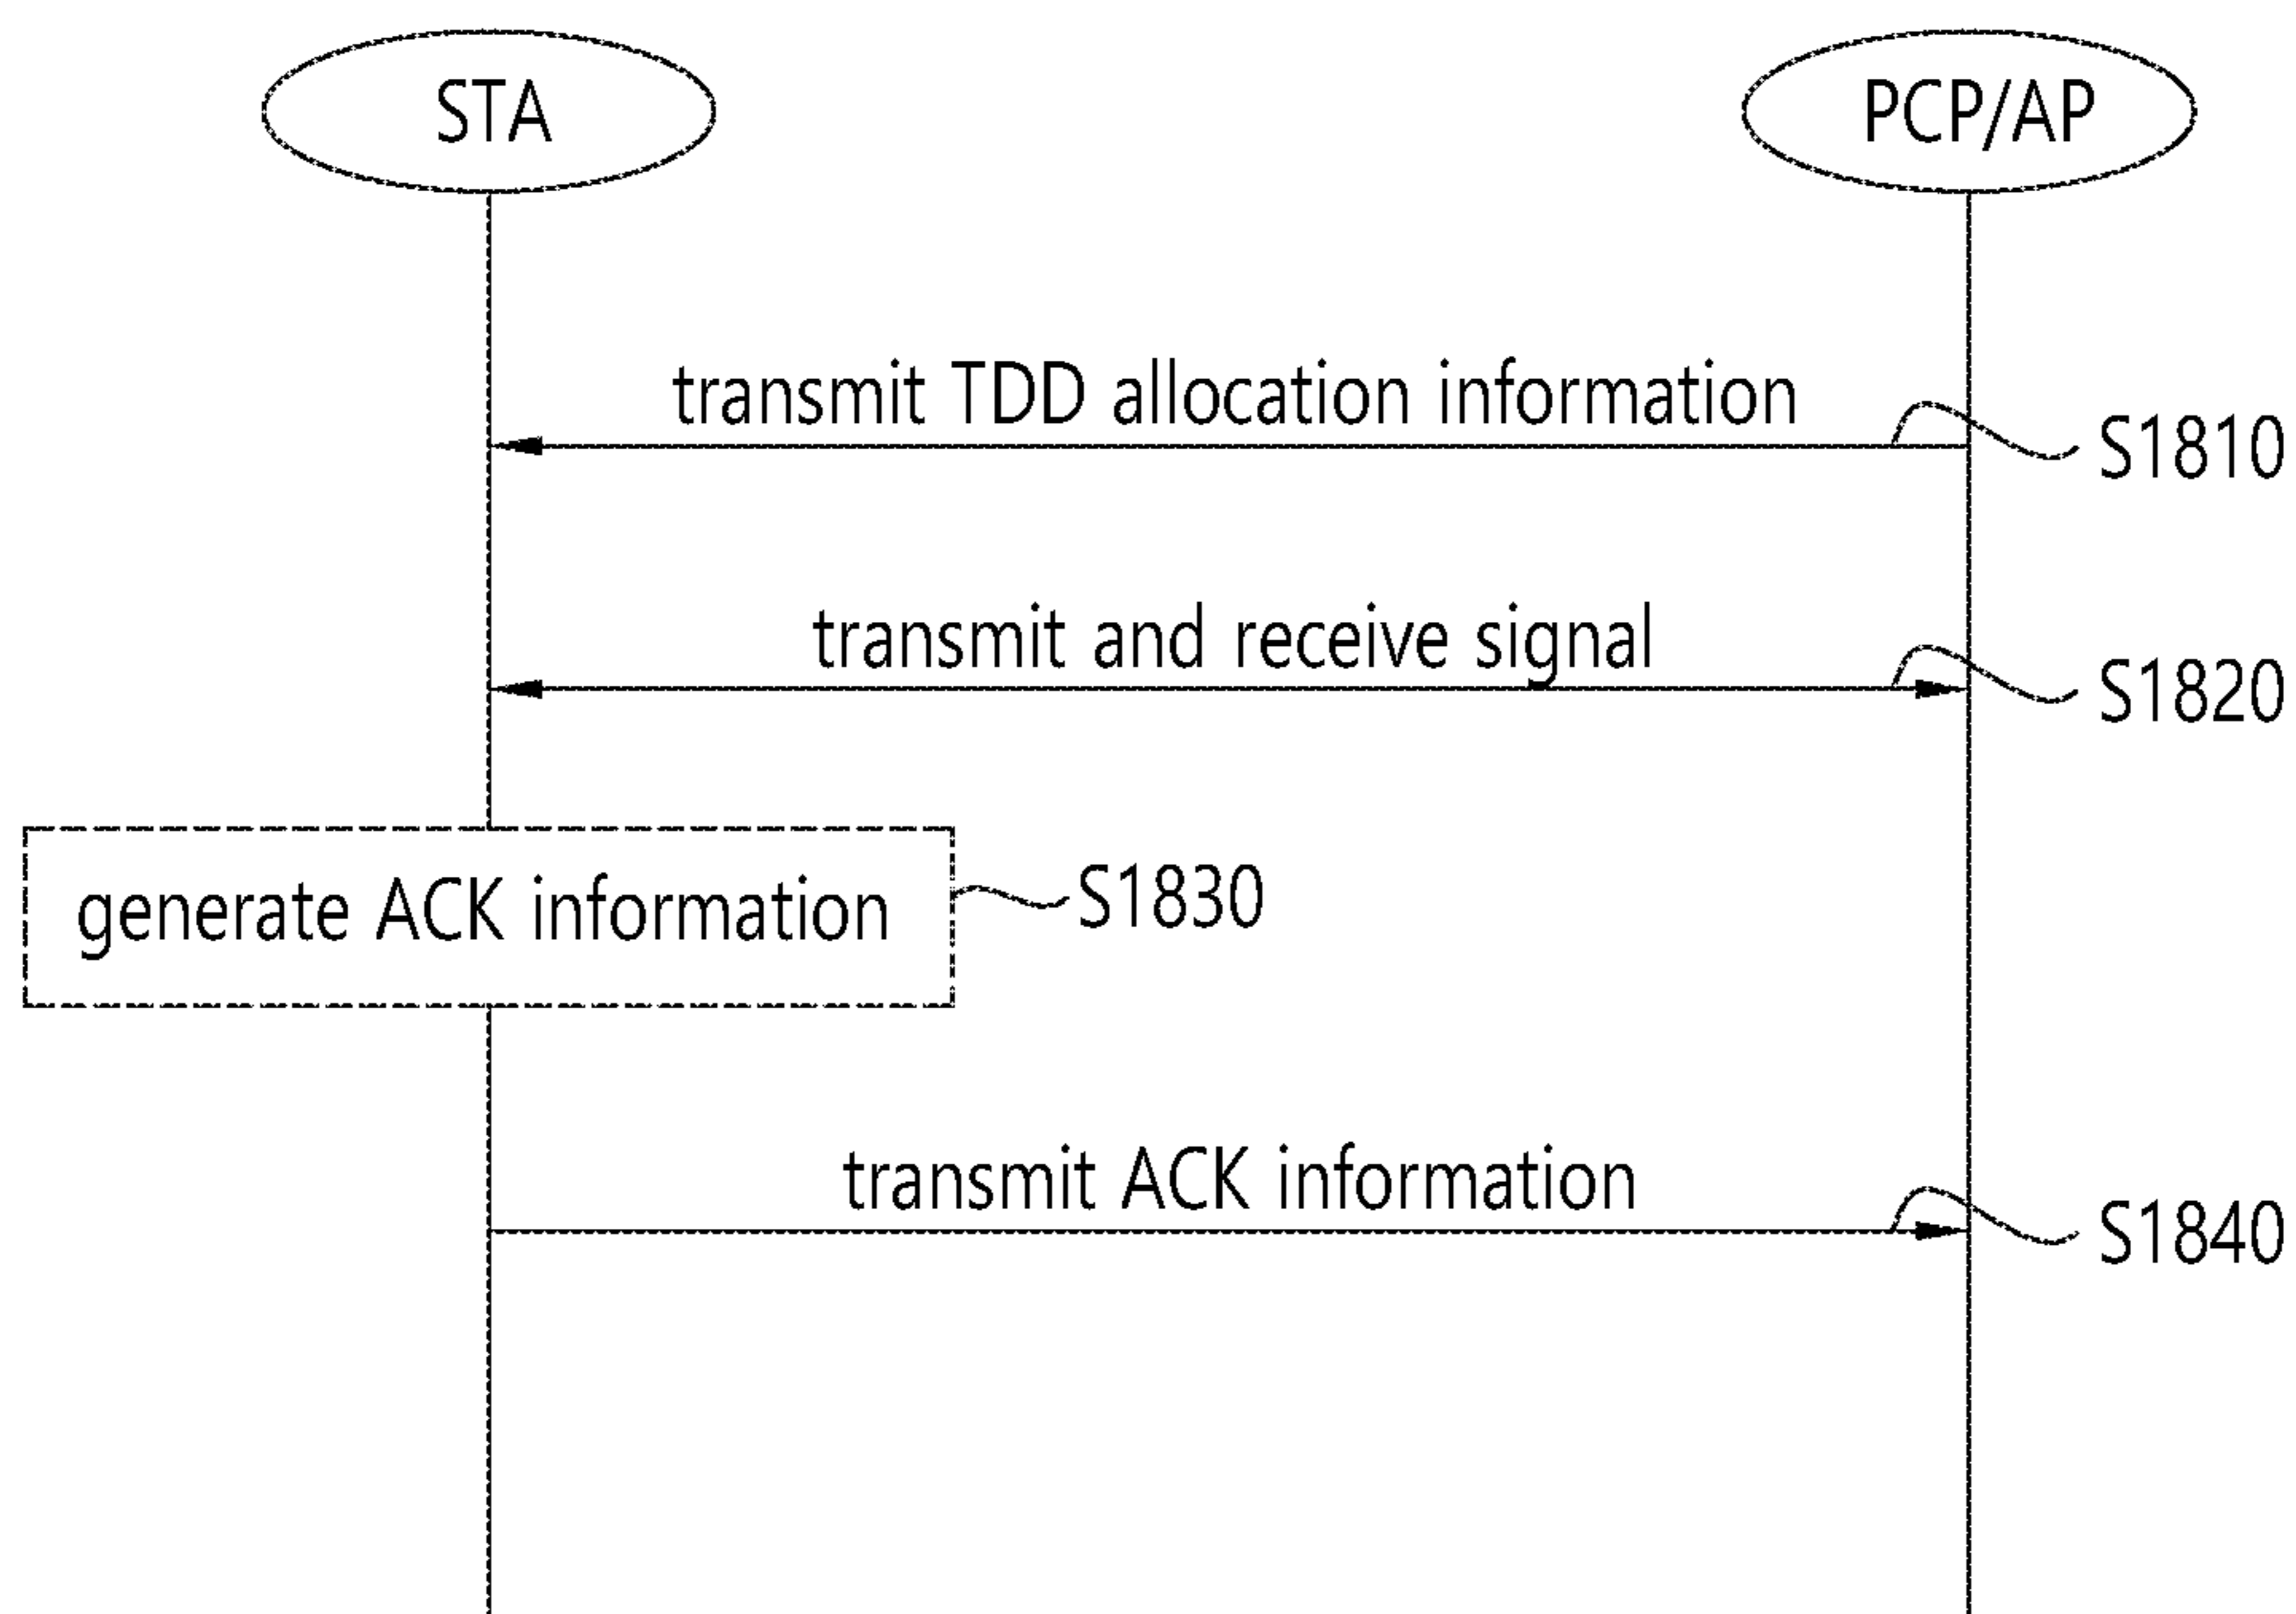 STA
PCP/AP
transmit TDD allocation information
S1810
transmit and receive signal
S1820
generate ACK information
S1830
transmit ACK information
S1840